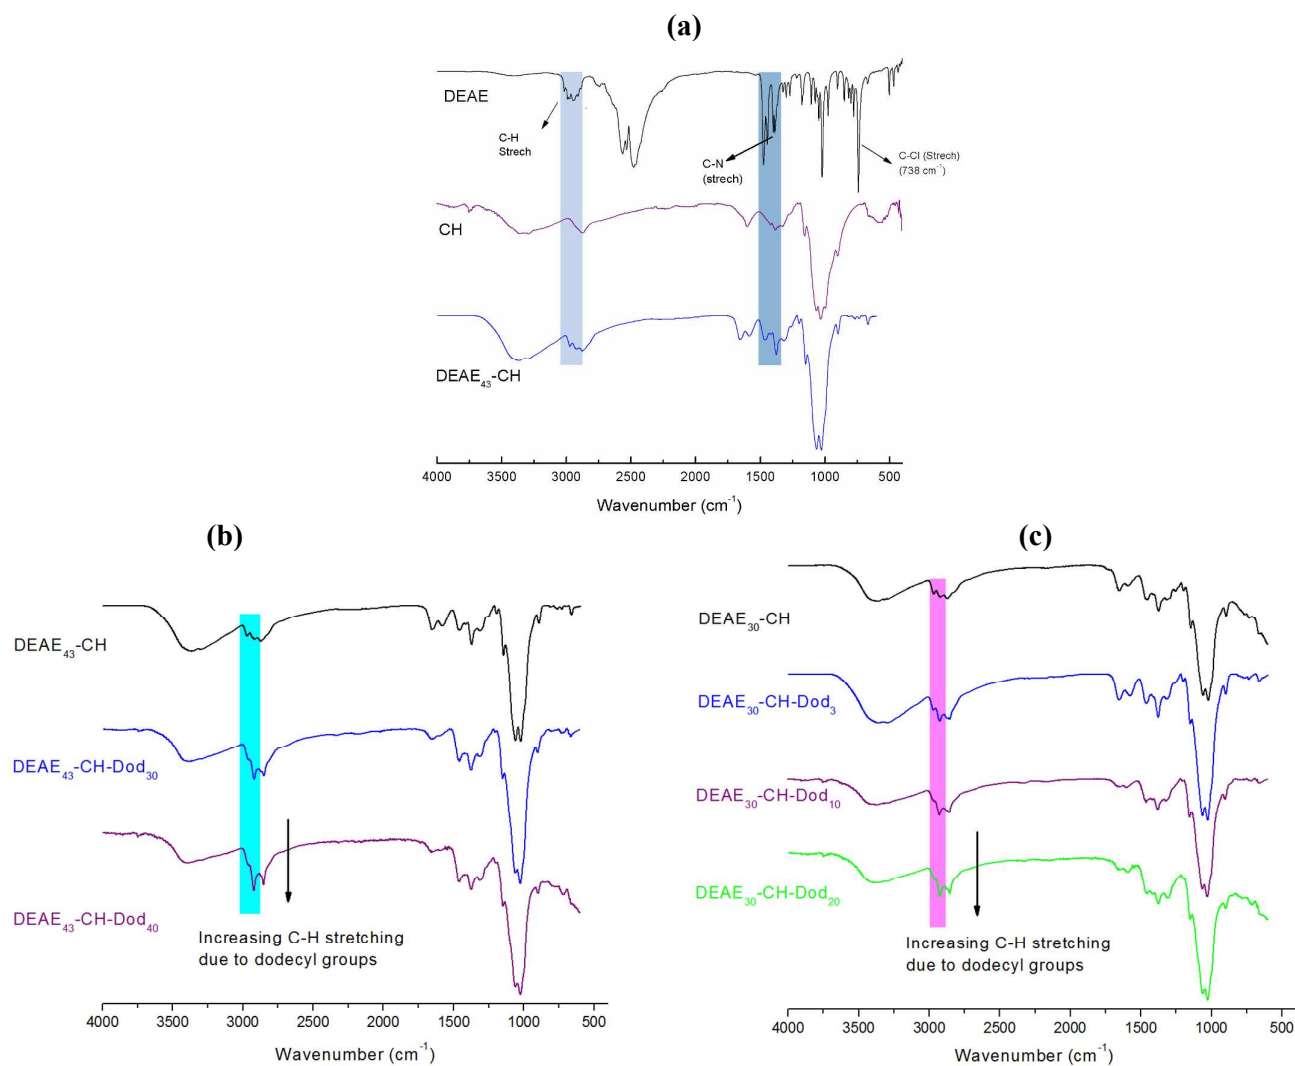 (a)
DEAE
C-H
Strech
C-N
(strech)
C-Cl (Strech)
(738 cm⁻¹)
CH
DEAE₄₃-CH
4000 3500 3000 2500 2000 1500 1000 500
Wavenumber (cm⁻¹)
(b)
DEAE₄₃-CH
DEAE₄₃-CH-Dod₃₀
DEAE₄₃-CH-Dod₄₀
Increasing C-H stretching
due to dodecyl groups
4000 3500 3000 2500 2000 1500 1000 500
Wavenumber (cm⁻¹)
(c)
DEAE₃₀-CH
DEAE₃₀-CH-Dod₃
DEAE₃₀-CH-Dod₁₀
DEAE₃₀-CH-Dod₂₀
Increasing C-H stretching
due to dodecyl groups
4000 3500 3000 2500 2000 1500 1000 500
Wavenumber (cm⁻¹)